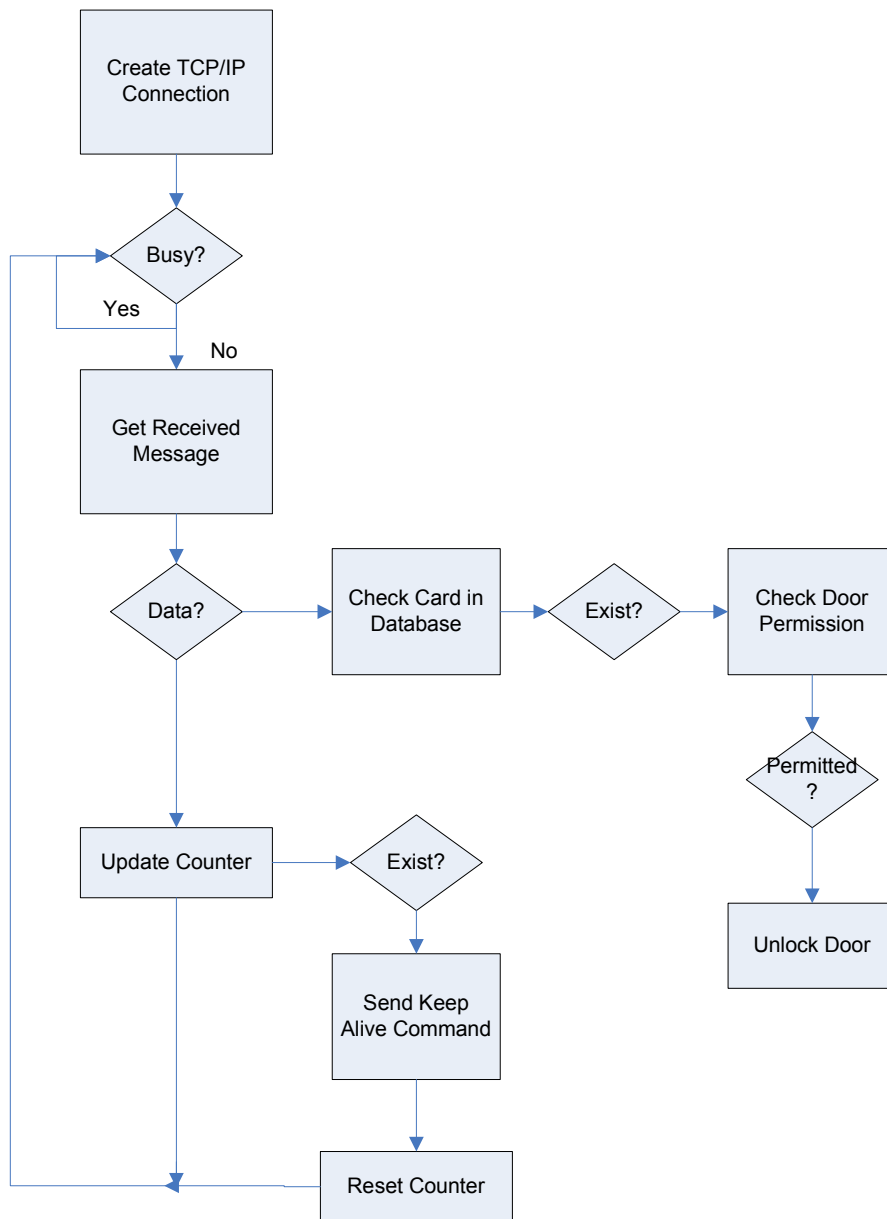 Create TCP/IP
Connection
Busy?
Yes
No
Get Received
Message
Data?
Check Card in
Database
Exist?
Check Door
Permission
Permitted
?
Update Counter
Exist?
Unlock Door
Send Keep
Alive Command
Reset Counter